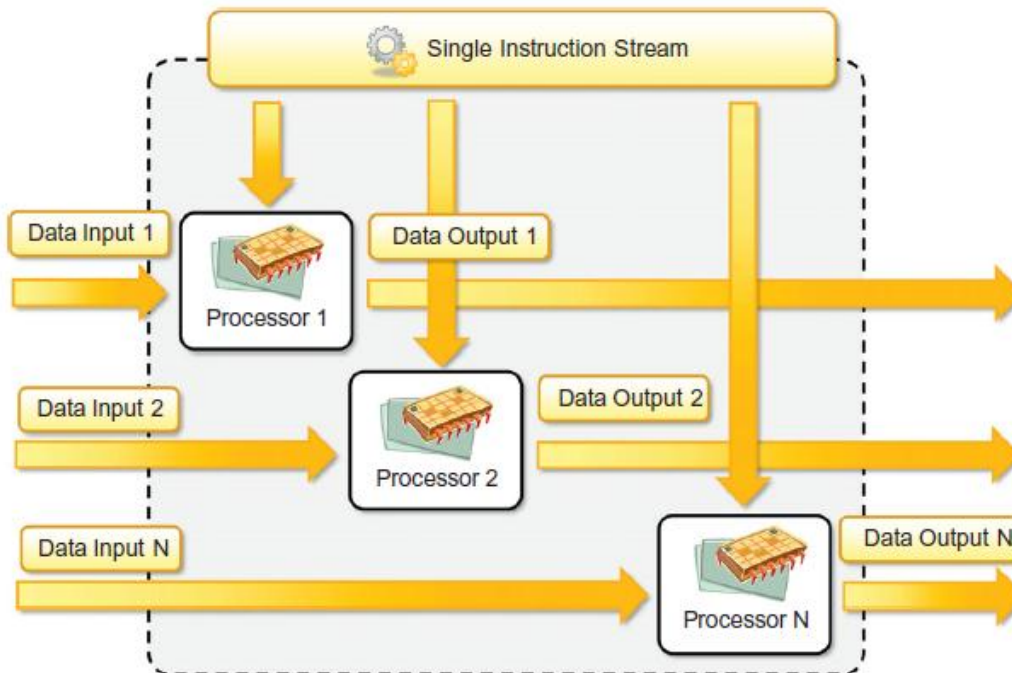 Single Instruction Stream
Data Input 1
Data Output 1
Processor 1
Data Input 2
Data Output 2
Processor 2
Data Input N
Data Output N
Processor N